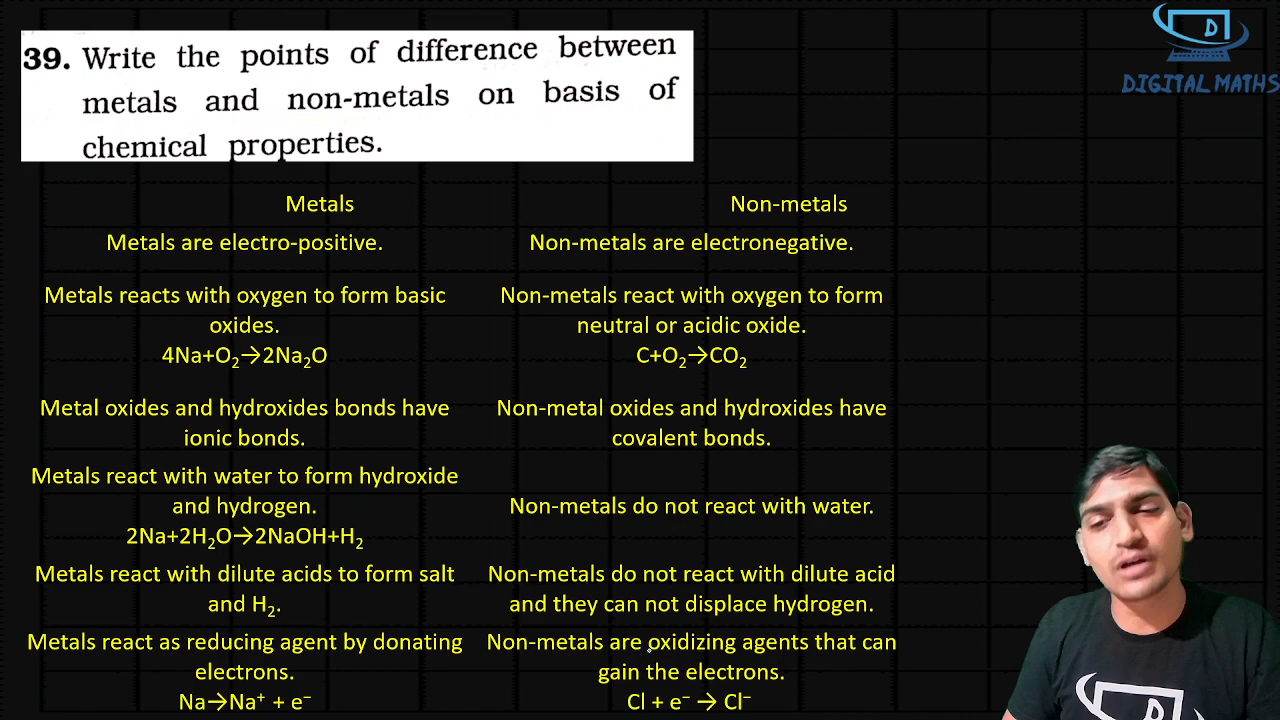 39. Write the points of difference between
metals and non-metals on basis of
chemical properties.
D
DIGITAL MATHS
Metals
Non-metals
Metals are electro-positive.
Non-metals are electronegative.
Metals reacts with oxygen to form basic
oxides.
4Na+O₂→2Na₂O
Non-metals react with oxygen to form
neutral or acidic oxide.
C+O₂→CO₂
Metal oxides and hydroxides bonds have
ionic bonds.
Non-metal oxides and hydroxides have
covalent bonds.
Metals react with water to form hydroxide
and hydrogen.
2Na+2H₂O→2NaOH+H₂
Non-metals do not react with water.
Metals react with dilute acids to form salt
and H₂.
Non-metals do not react with dilute acid
and they can not displace hydrogen.
Metals react as reducing agent by donating
electrons.
Na→Na⁺ + e⁻
Non-metals are oxidizing agents that can
gain the electrons.
Cl + e⁻ → Cl⁻
D